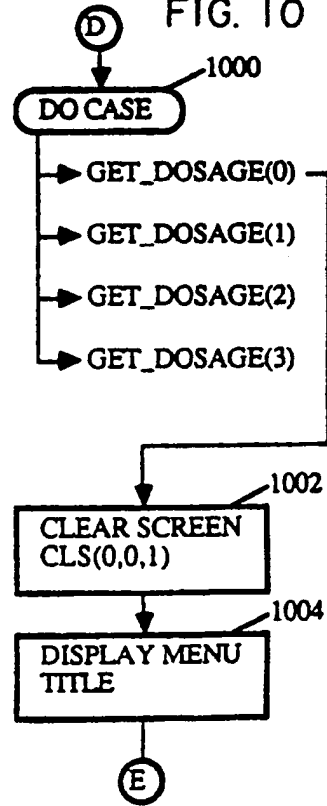 D
FIG. 10
1000
DO CASE
GET_DOSAGE(0)
GET_DOSAGE(1)
GET_DOSAGE(2)
GET_DOSAGE(3)
1002
CLEAR SCREEN
CLS(0,0,1)
1004
DISPLAY MENU
TITLE
E